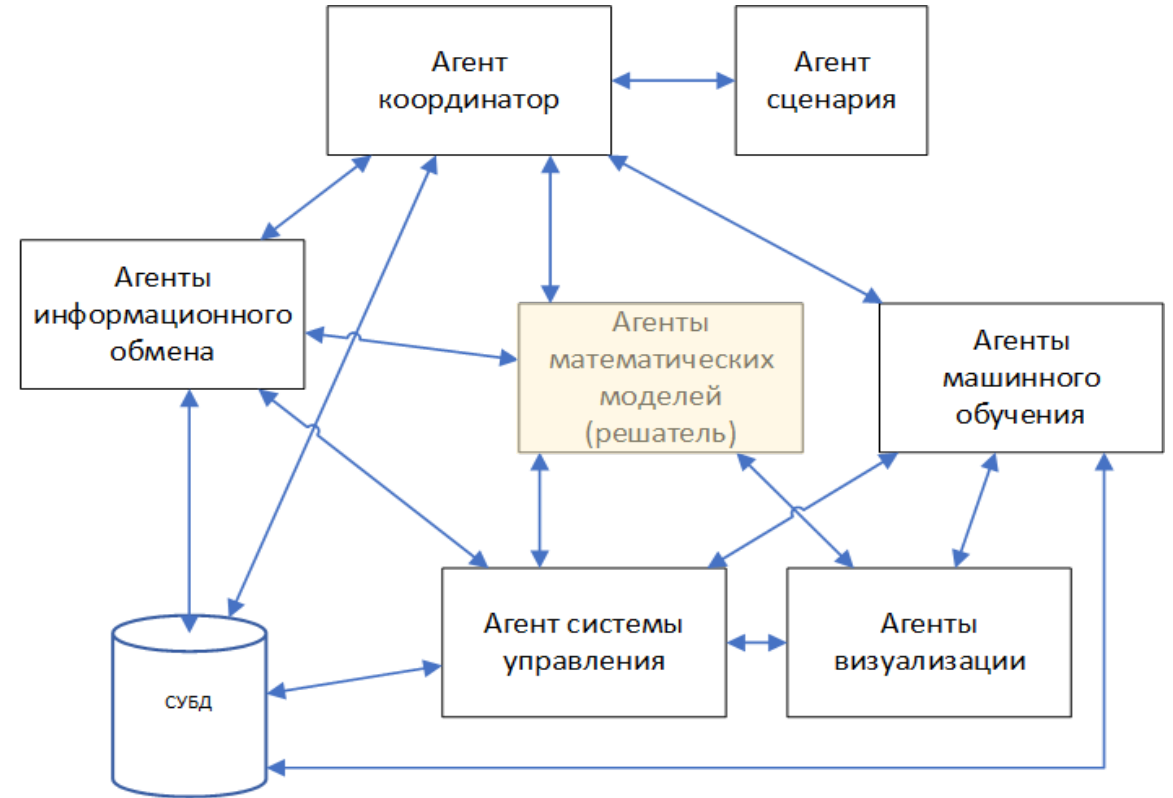 Агент
координатор
Агент
сценария
Агенты
информационного
обмена
Агенты
математических
моделей
(решатель)
Агенты
машинного
обучения
Агент системы
управления
Агенты
визуализации
СУБД